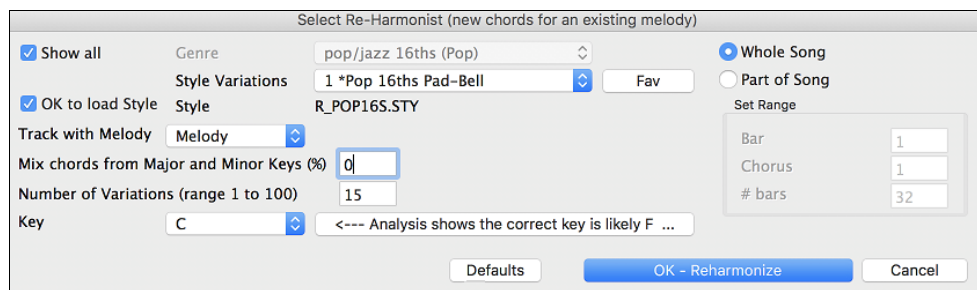 Select Re-Harmonist (new chords for an existing melody)
Show all Genre pop/jazz 16ths (Pop) Whole Song
Style Variations 1 *Pop 16ths Pad-Bell Fav Part of Song
OK to load Style Style R_POP16S.STY Set Range
Track with Melody Melody Bar 1
Mix chords from Major and Minor Keys (%) 0 Chorus 1
Number of Variations (range 1 to 100) 15 # bars 32
Key C <--- Analysis shows the correct key is likely F ...
Defaults OK - Reharmonize Cancel